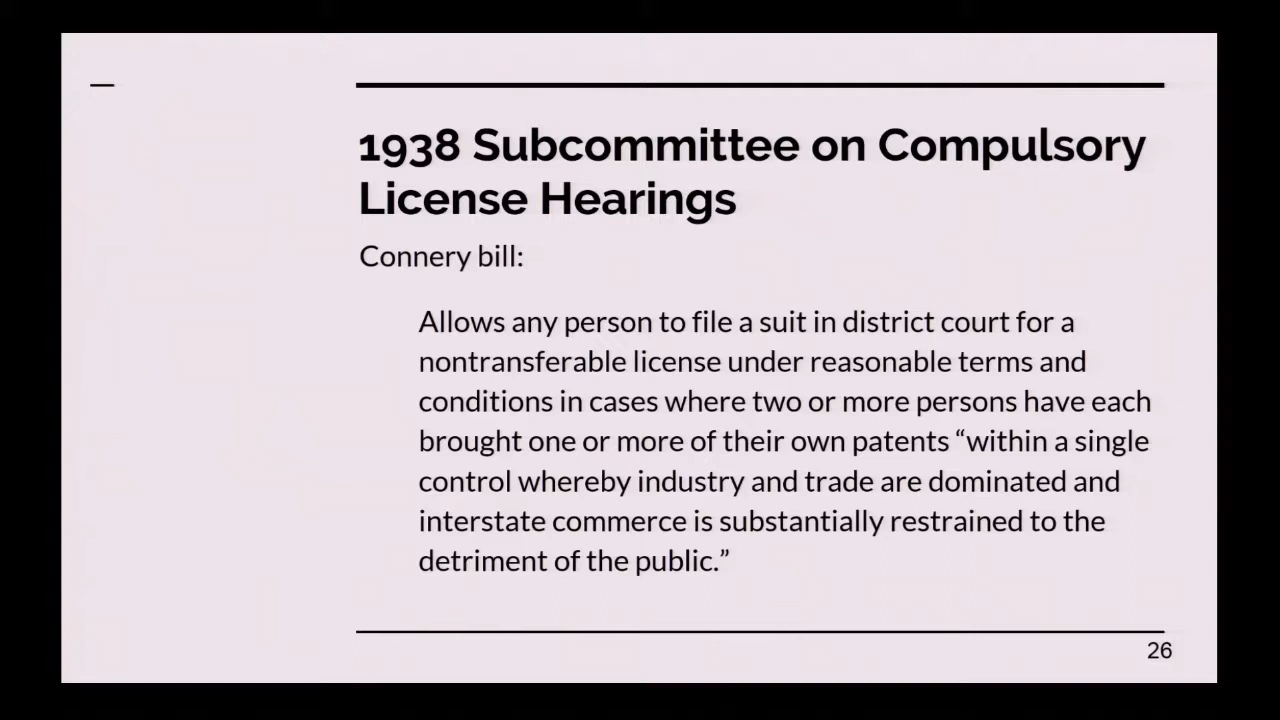 1938 Subcommittee on Compulsory
License Hearings
Connery bill:
Allows any person to file a suit in district court for a
nontransferable license under reasonable terms and
conditions in cases where two or more persons have each
brought one or more of their own patents “within a single
control whereby industry and trade are dominated and
interstate commerce is substantially restrained to the
detriment of the public.”
26